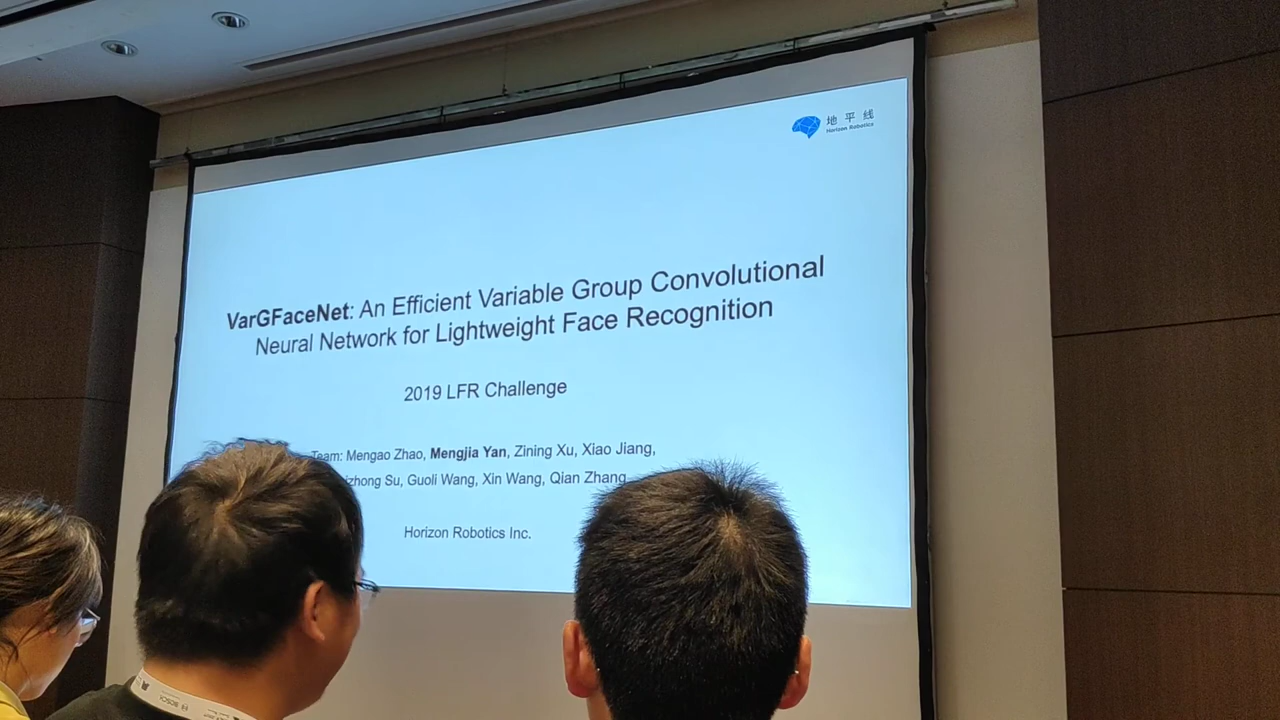 地平线
Horizon Robotics
VarGFaceNet: An Efficient Variable Group Convolutional
Neural Network for Lightweight Face Recognition
2019 LFR Challenge
Team: Mengao Zhao, Mengjia Yan, Zining Xu, Xiao Jiang,
Su, Guoli Wang, Xin Wang, Qian Zhang
Horizon Robotics Inc.
BOSCH